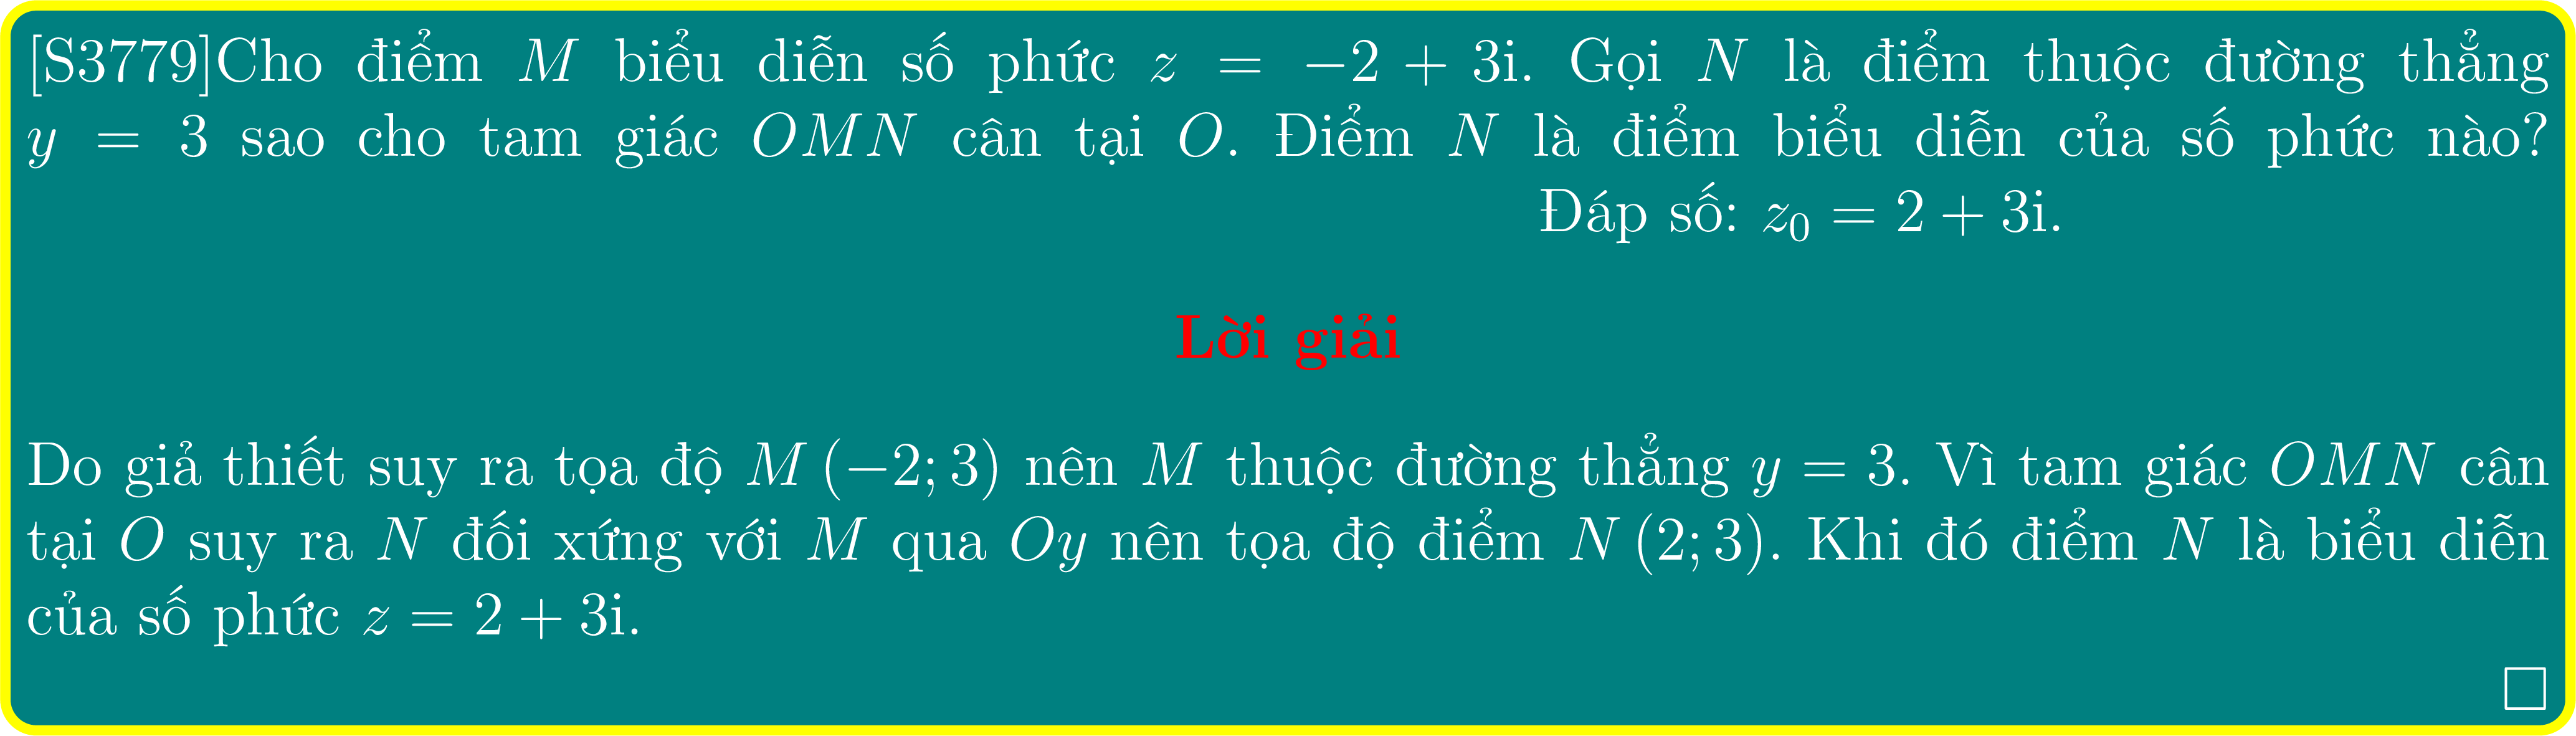 [S3779]Cho điểm M biểu diễn số phức z = −2 + 3i. Gọi N là điểm thuộc đường thẳng
y = 3 sao cho tam giác OMN cân tại O. Điểm N là điểm biểu diễn của số phức nào?
Đáp số: z₀ = 2 + 3i.
Lời giải
Do giả thiết suy ra tọa độ M (−2; 3) nên M thuộc đường thẳng y = 3. Vì tam giác OMN cân
tại O suy ra N đối xứng với M qua Oy nên tọa độ điểm N (2; 3). Khi đó điểm N là biểu diễn
của số phức z = 2 + 3i.